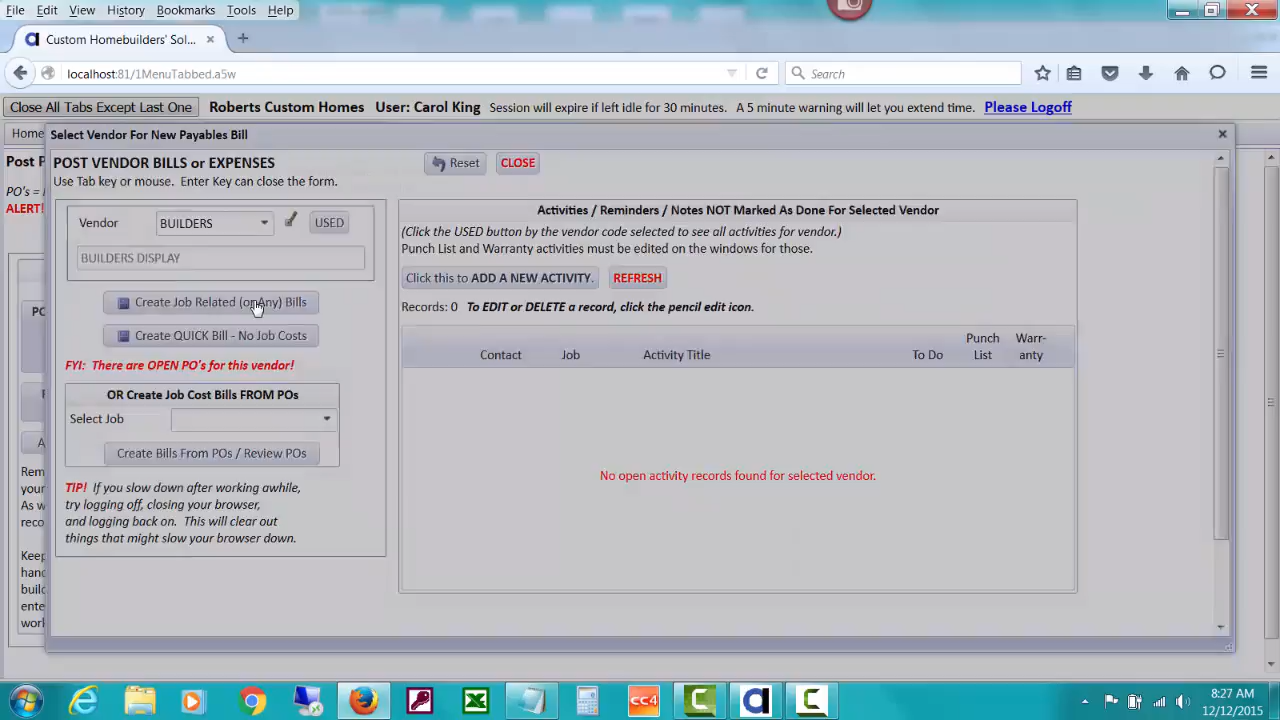 File Edit View History Bookmarks Tools Help
Custom Homebuilders' Sol...
localhost:81/1MenuTabbed.a5w
Search
Close All Tabs Except Last One Roberts Custom Homes User: Carol King Session will expire if left idle for 30 minutes. A 5 minute warning will let you extend time. Please Logoff
Home
Select Vendor For New Payables Bill
Post P
POST VENDOR BILLS or EXPENSES Reset CLOSE
Use Tab key or mouse. Enter Key can close the form.
PO's =
ALERT!
Vendor BUILDERS USED
BUILDERS DISPLAY
Create Job Related (or Any) Bills
Create QUICK Bill - No Job Costs
FYI: There are OPEN PO's for this vendor!
OR Create Job Cost Bills FROM POs
Select Job
Create Bills From POs / Review POs
TIP! If you slow down after working awhile,
try logging off, closing your browser,
and logging back on. This will clear out
things that might slow your browser down.
Activities / Reminders / Notes NOT Marked As Done For Selected Vendor
(Click the USED button by the vendor code selected to see all activities for vendor.)
Punch List and Warranty activities must be edited on the windows for those.
Click this to ADD A NEW ACTIVITY. REFRESH
Records: 0 To EDIT or DELETE a record, click the pencil edit icon.
Contact Job Activity Title To Do Punch List Warr-anty
No open activity records found for selected vendor.
PO
A
Rem
your
As w
reco
Keep
hand
build
ente
work
CC4
8:27 AM
12/12/2015